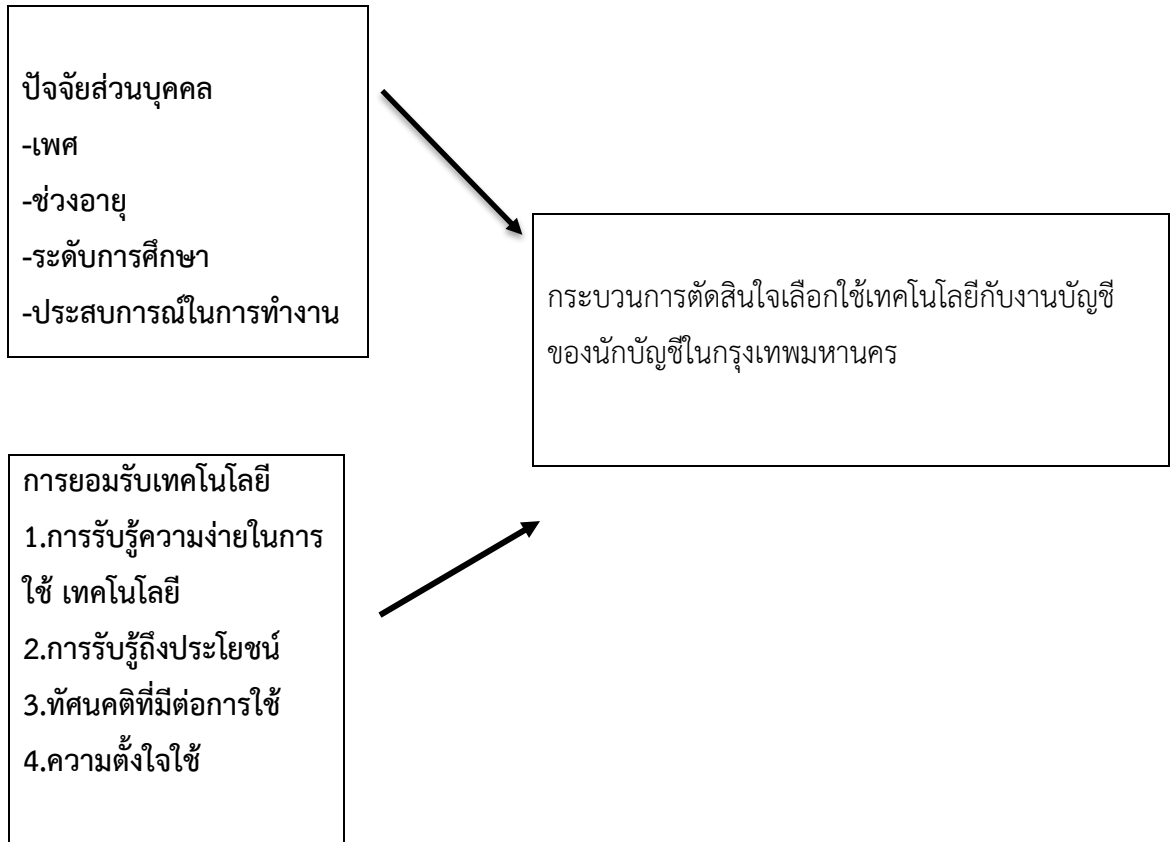 ปัจจัยส่วนบุคคล
-เพศ
-ช่วงอายุ
-ระดับการศึกษา
-ประสบการณ์ในการทำงาน
กระบวนการตัดสินใจเลือกใช้เทคโนโลยีกับงานบัญชี
ของนักบัญชีในกรุงเทพมหานคร
การยอมรับเทคโนโลยี
1.การรับรู้ความง่ายในการ
ใช้ เทคโนโลยี
2.การรับรู้ถึงประโยชน์
3.ทัศนคติที่มีต่อการใช้
4.ความตั้งใจใช้